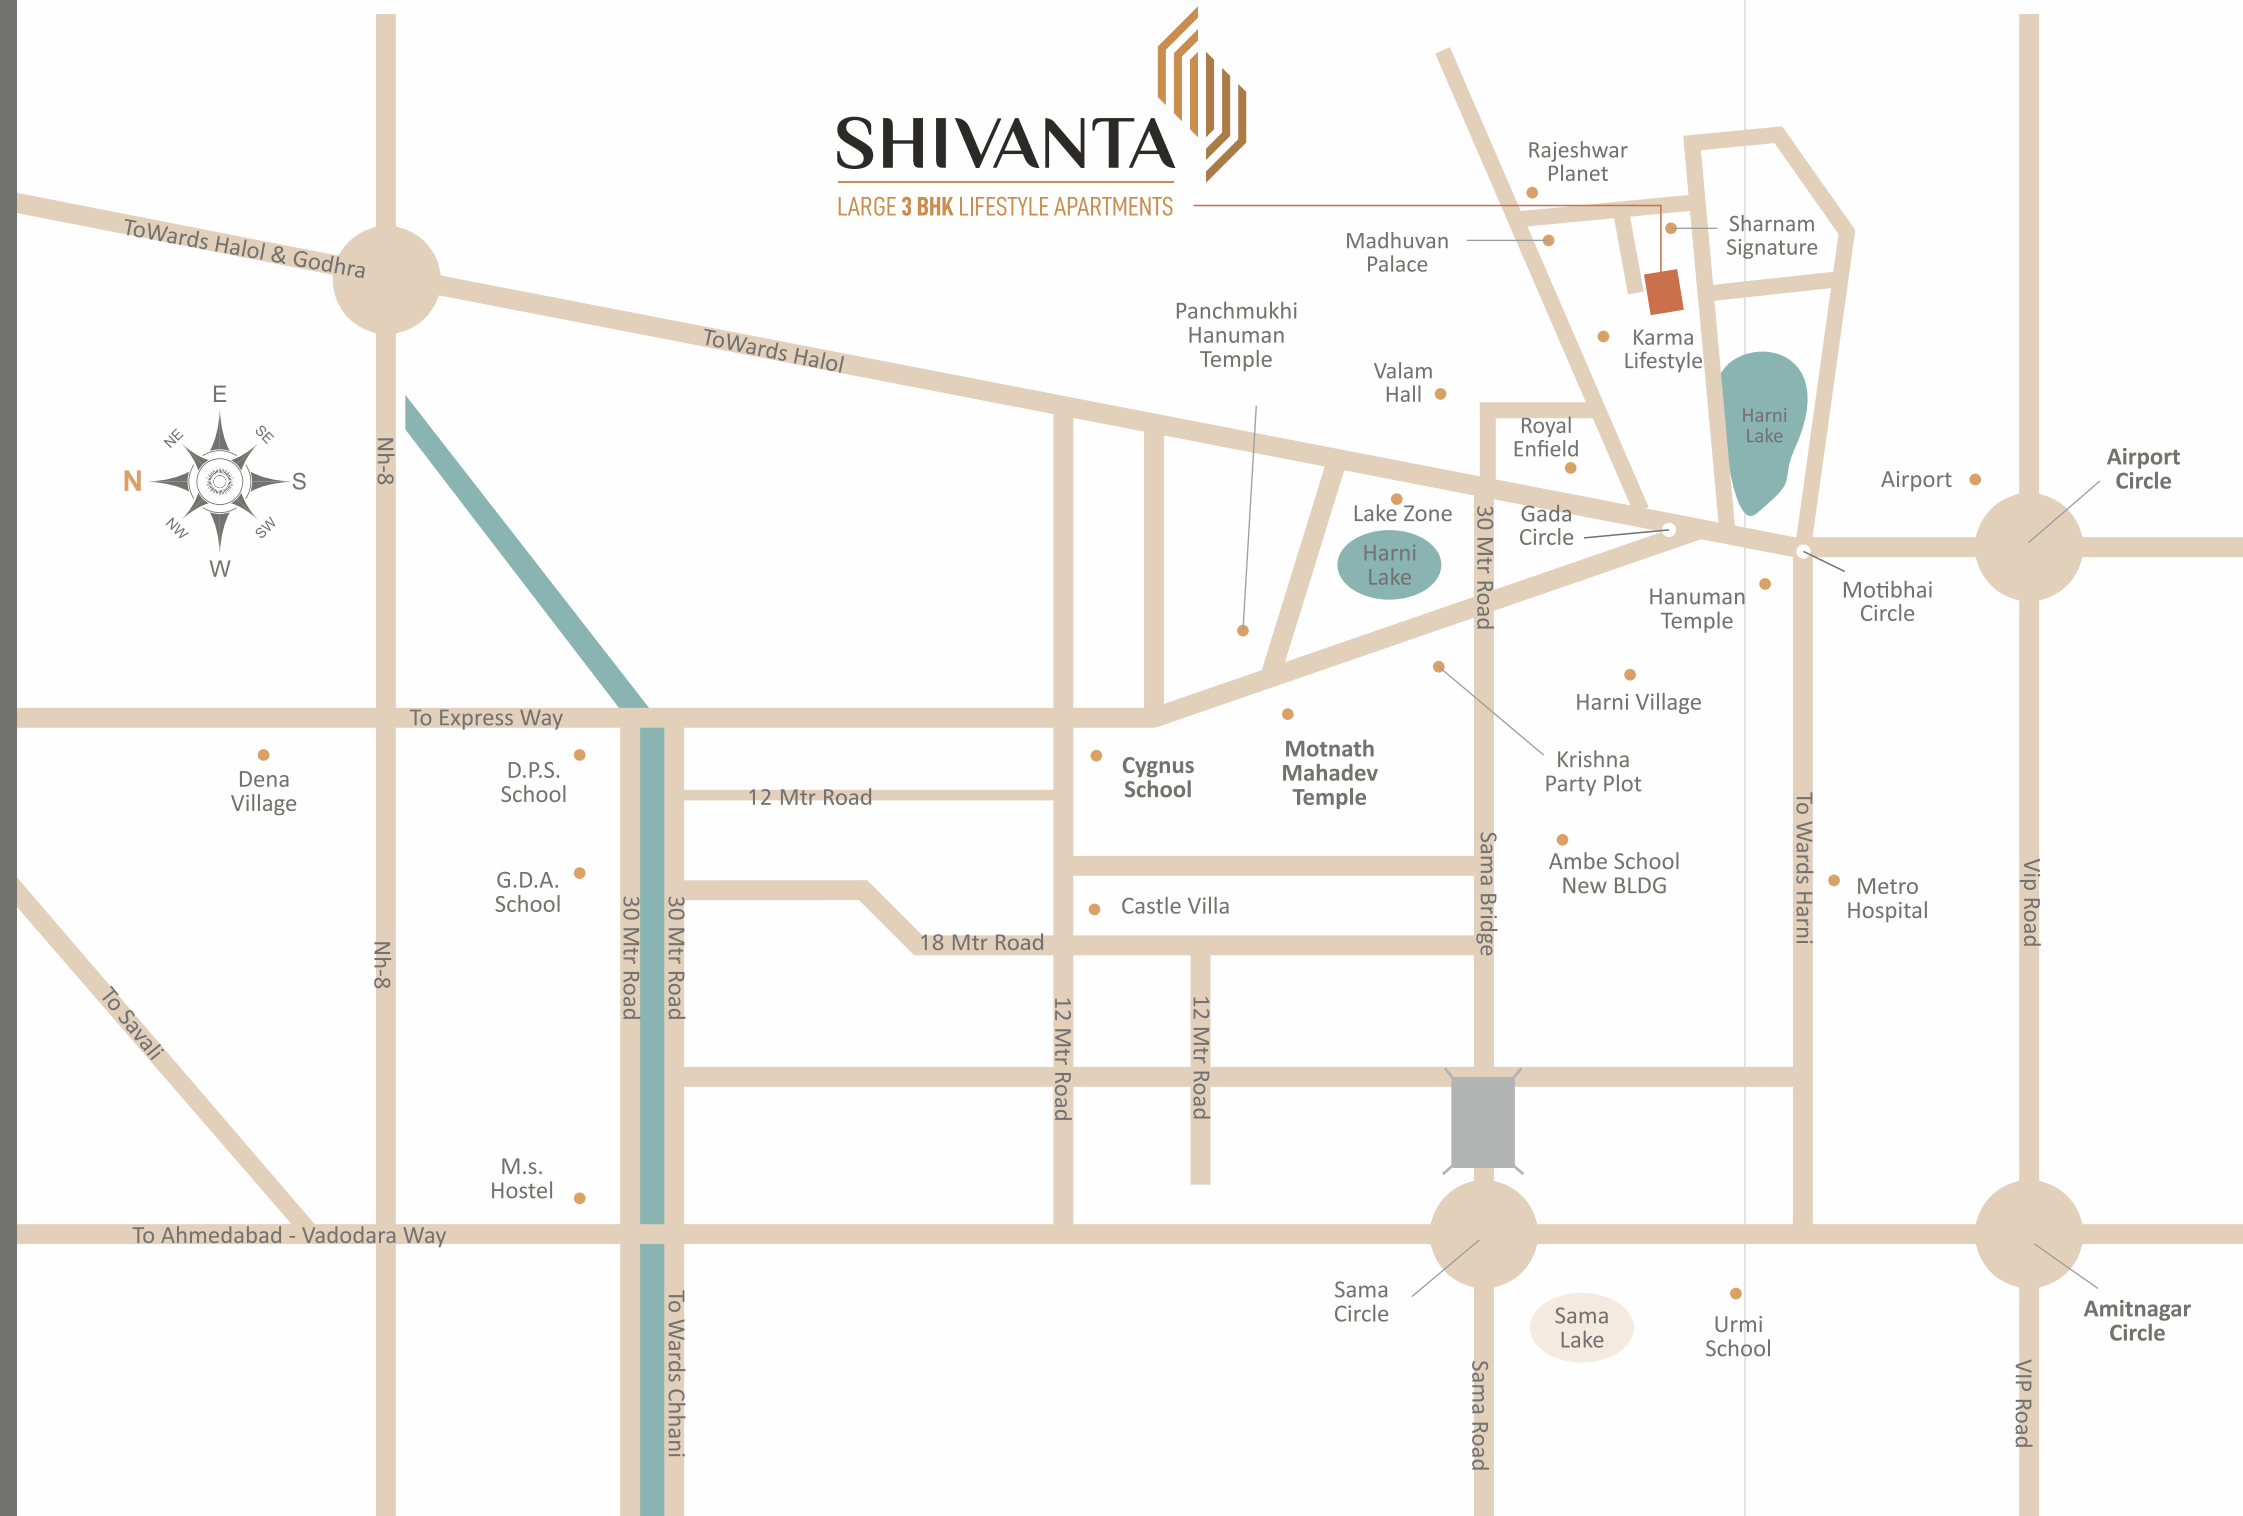 SHIVANTA
LARGE 3 BHK LIFESTYLE APARTMENTS
Rajeshwar
Planet
Sharnam
Signature
Madhuvan
Palace
ToWards Halol & Godhra
ToWards Halol
Panchmukhi
Hanuman
Temple
Karma
Lifestyle
Valam
Hall
Royal
Enfield
Harni
Lake
E
NE
SE
N
S
NW
SW
W
Nh-8
Airport
Airport
Circle
Lake Zone
Harni
Lake
30 Mtr Road
Gada
Circle
Hanuman
Temple
Motibhai
Circle
Harni Village
To Express Way
Dena
Village
D.P.S.
School
12 Mtr Road
Cygnus
School
Motnath
Mahadev
Temple
Krishna
Party Plot
G.D.A.
School
Castle Villa
Sama Bridge
Ambe School
New BLDG
To Wards Harni
Metro
Hospital
Vip Road
Nh-8
30 Mtr Road
30 Mtr Road
18 Mtr Road
To Savali
12 Mtr Road
12 Mtr Road
M.s.
Hostel
To Ahmedabad - Vadodara Way
To Wards Chhani
Sama
Circle
Sama
Lake
Urmi
School
Amitnagar
Circle
Sama Road
VIP Road